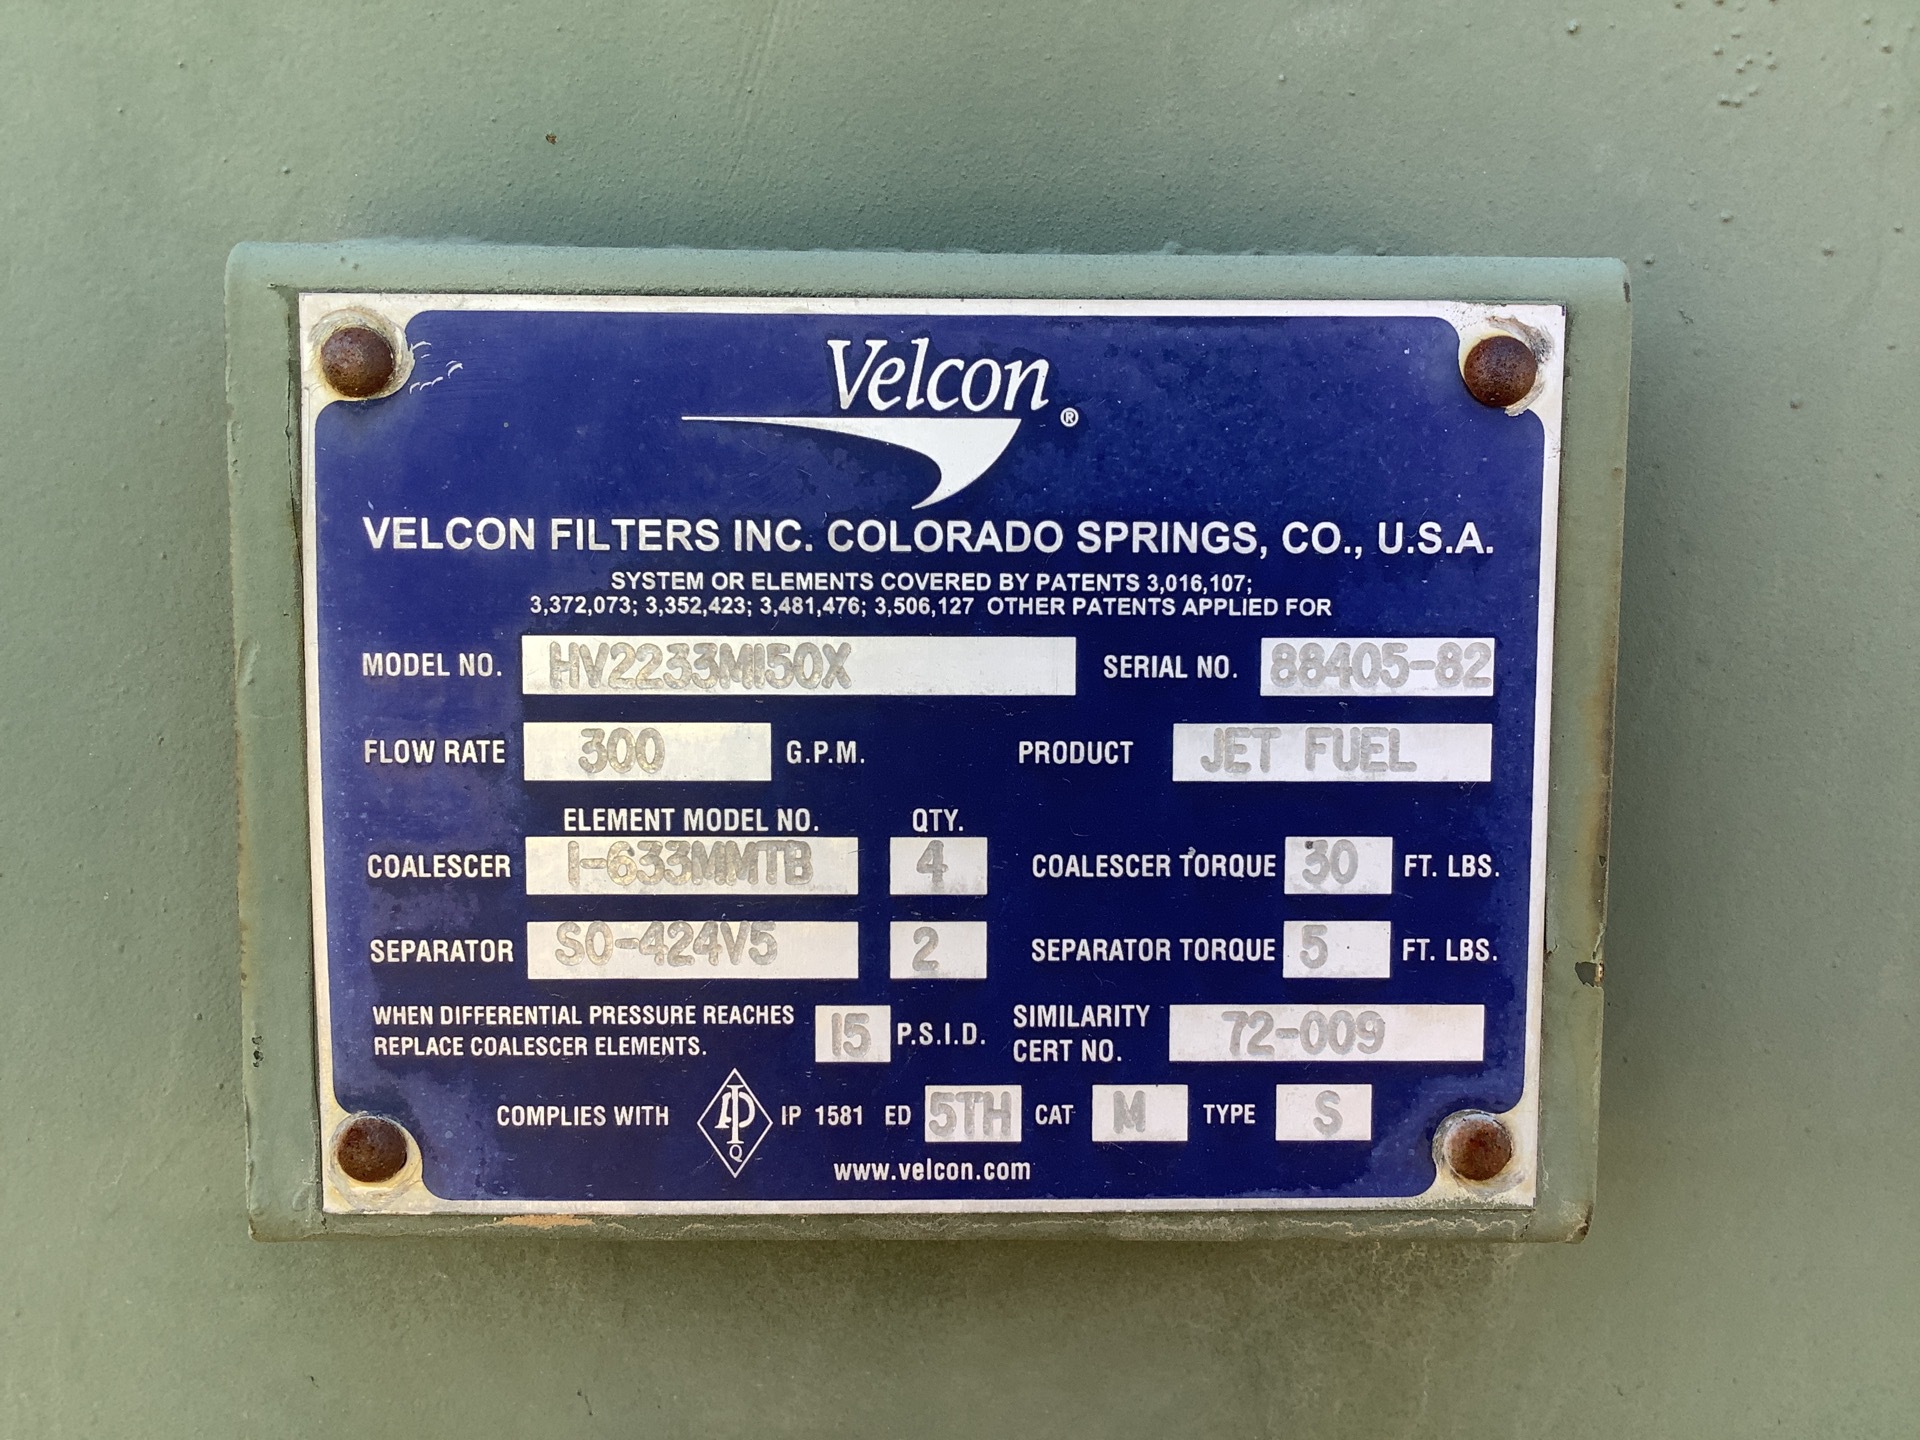 Velcon®
VELCON FILTERS INC. COLORADO SPRINGS, CO., U.S.A.
SYSTEM OR ELEMENTS COVERED BY PATENTS 3,016,107;
3,372,073; 3,352,423; 3,481,476; 3,506,127 OTHER PATENTS APPLIED FOR
MODEL NO. HV2233M150X SERIAL NO. 88405-82
FLOW RATE 300 G.P.M. PRODUCT JET FUEL
ELEMENT MODEL NO. QTY.
COALESCER I-633MMTB 4 COALESCER TORQUE 30 FT. LBS.
SEPARATOR SO-424V5 2 SEPARATOR TORQUE 5 FT. LBS.
WHEN DIFFERENTIAL PRESSURE REACHES
REPLACE COALESCER ELEMENTS. 15 P.S.I.D.
SIMILARITY
CERT NO. 72-009
COMPLIES WITH API Q IP 1581 ED 5TH CAT M TYPE S
www.velcon.com